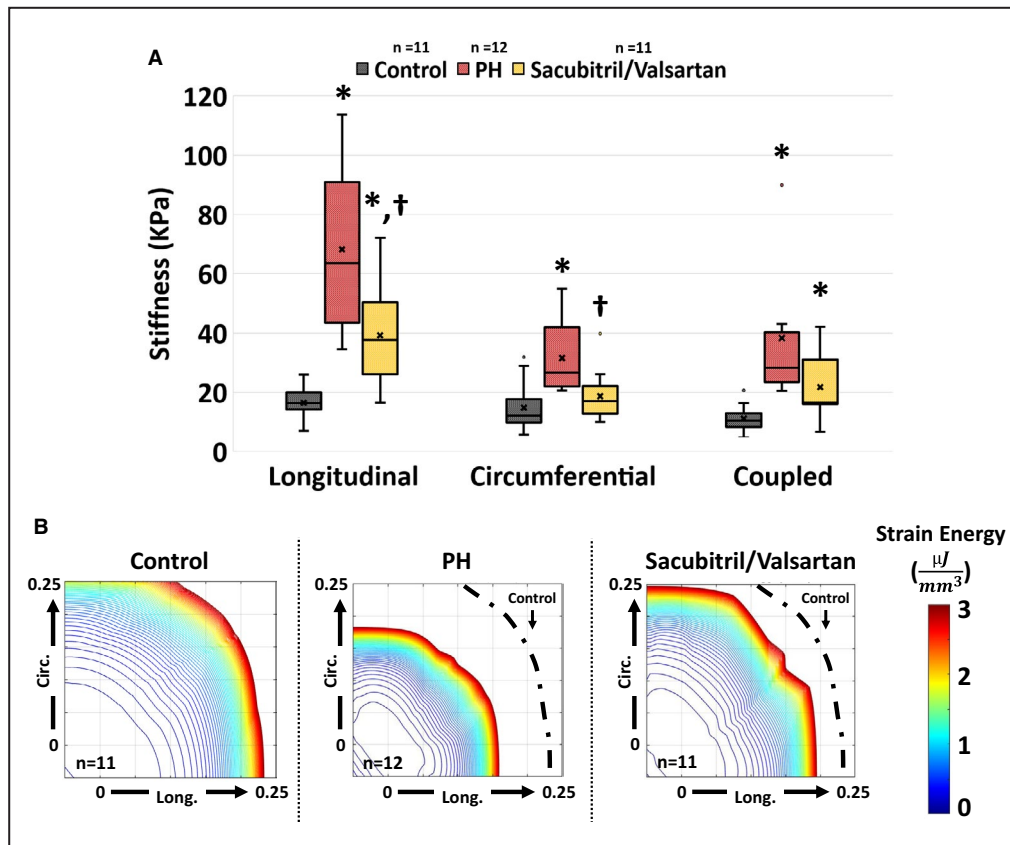 A
n =11 n =12 n =11
Control PH Sacubitril/Valsartan
*
*
*,†
*
†
*
*
Stiffness (KPa)
120
100
80
60
40
20
0
Longitudinal Circumferential Coupled
B
Control PH Sacubitril/Valsartan
Strain Energy
(μJ/mm³)
0.25
Circ.
0
n=11
0 Long. 0.25
0.25
Control
Circ.
0
n=12
0 Long. 0.25
0.25
Control
Circ.
0
n=11
0 Long. 0.25
3
2
1
0